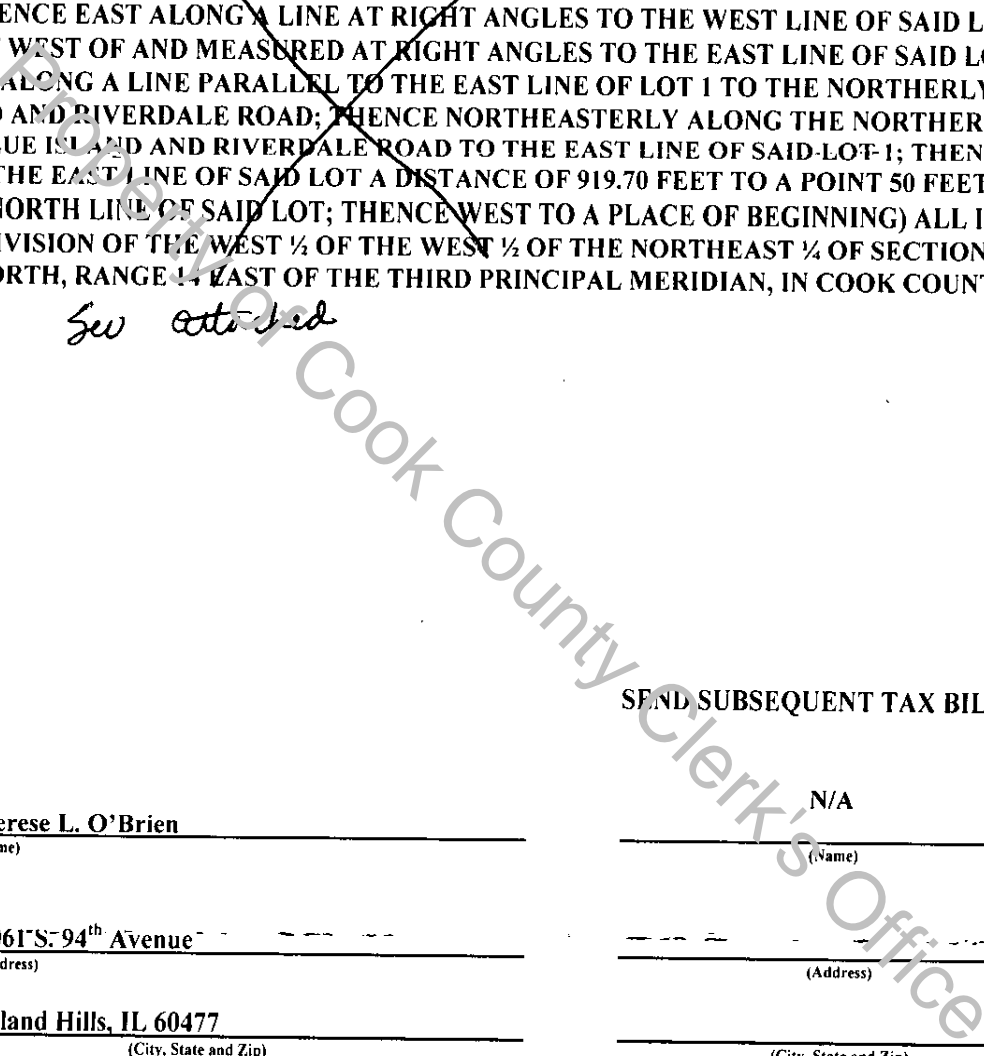 ENCE EAST ALONG A LINE AT RIGHT ANGLES TO THE WEST LINE OF SAID L
WEST OF AND MEASURED AT RIGHT ANGLES TO THE EAST LINE OF SAID LO
ALONG A LINE PARALLEL TO THE EAST LINE OF LOT 1 TO THE NORTHERLY
AND RIVERDALE ROAD; THENCE NORTHEASTERLY ALONG THE NORTHER
UE ISLAND AND RIVERDALE ROAD TO THE EAST LINE OF SAID LOT 1; THEN
THE EAST LINE OF SAID LOT A DISTANCE OF 919.70 FEET TO A POINT 50 FEET
NORTH LINE OF SAID LOT; THENCE WEST TO A PLACE OF BEGINNING) ALL I
IVISION OF THE WEST ½ OF THE WEST ½ OF THE NORTHEAST ¼ OF SECTION
ORTH, RANGE 14 EAST OF THE THIRD PRINCIPAL MERIDIAN, IN COOK COUNT
See attached
Property of Cook County Clerk's Office
SEND SUBSEQUENT TAX BIL
N/A
erese L. O'Brien
me)
(Name)
961 S. 94th Avenue
dress)
(Address)
land Hills, IL 60477
(City, State and Zip)
(City, State and Zip)